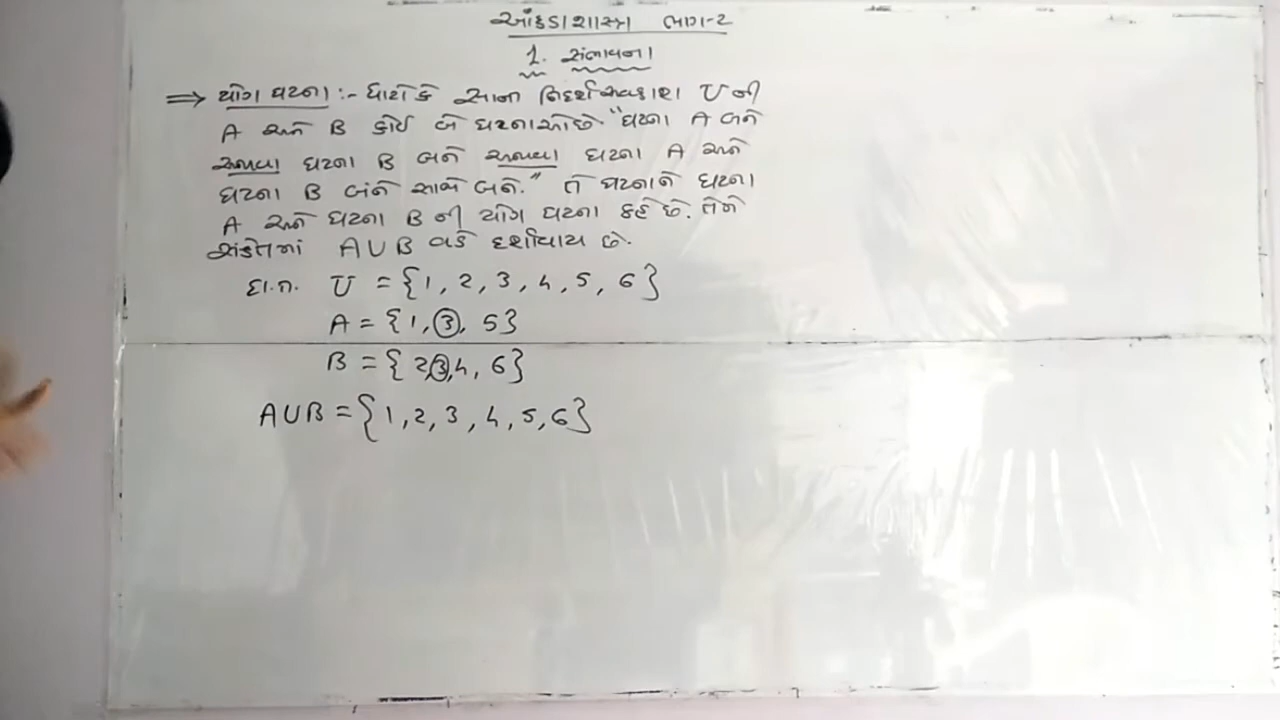 આંકડાશાસ્ત્ર ભાગ-2
1. સંભાવના
⇒ યોગ ઘટના :- ધારોકે સાન્ત નિદર્શઅવકાશ U ની
A અને B કોઈ બે ઘટનાઓ છે. "ઘટના A બને
અથવા ઘટના B બને અથવા ઘટના A અને
ઘટના B બંને સાથે બને." તે ઘટનાને ઘટના
A અને ઘટના B ની યોગ ઘટના કહે છે. તેને
સંકેતમાં A U B વડે દર્શાવાય છે.
દા.ત. U = {1, 2, 3, 4, 5, 6}
A = {1, 3, 5}
B = {2, 3, 4, 6}
A U B = {1, 2, 3, 4, 5, 6}